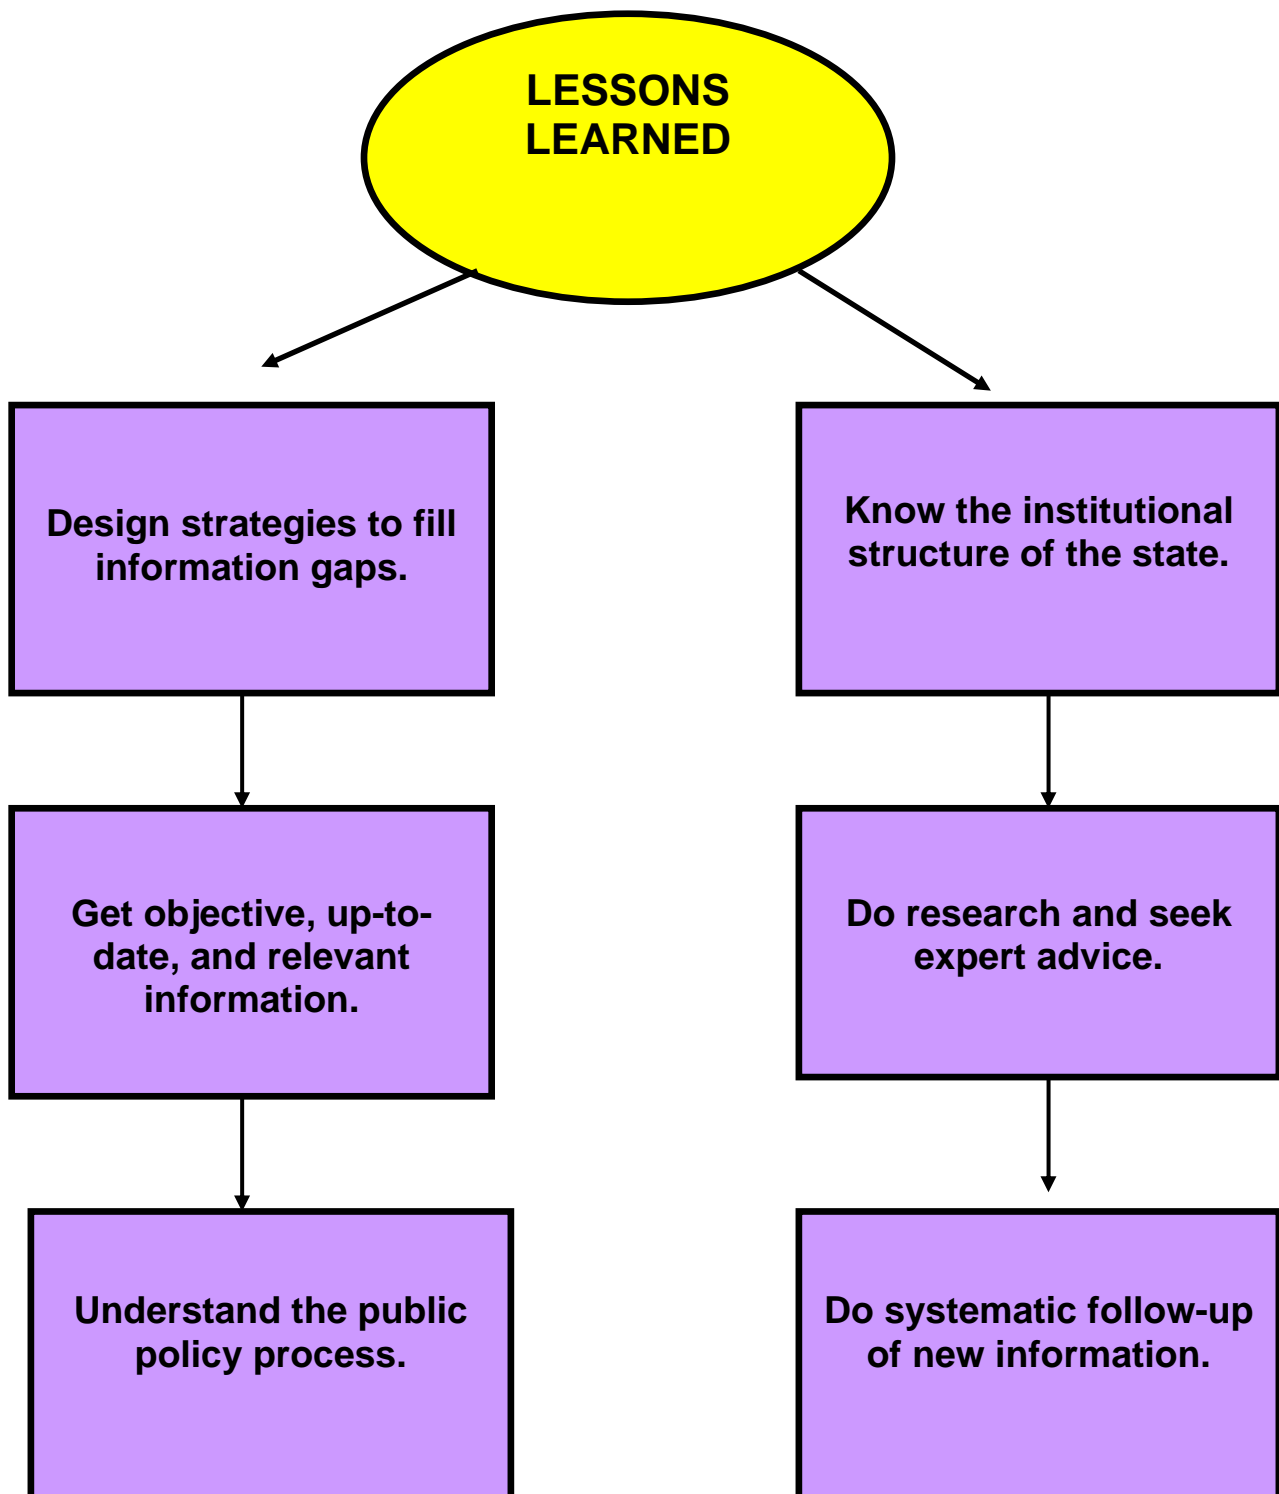 LESSONS
LEARNED
Design strategies to fill
information gaps.
Know the institutional
structure of the state.
Get objective, up-to-
date, and relevant
information.
Do research and seek
expert advice.
Understand the public
policy process.
Do systematic follow-up
of new information.